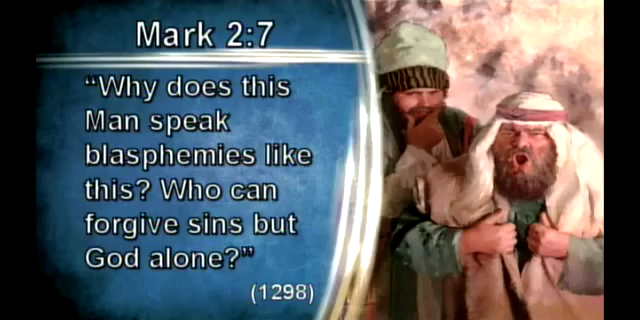 Mark 2:7
“Why does this
Man speak
blasphemies like
this? Who can
forgive sins but
God alone?”
(1298)